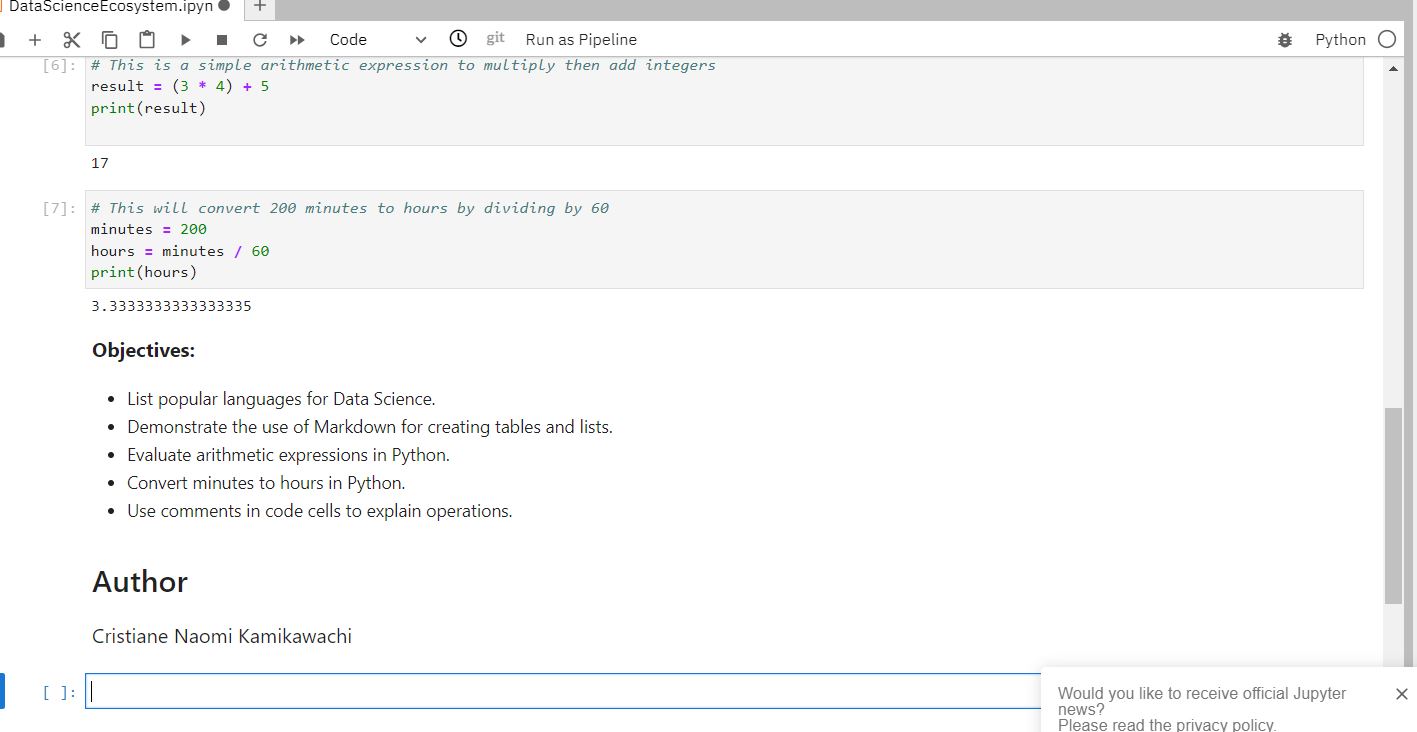 DataScienceEcosystem.ipyn
Code git Run as Pipeline Python
[6]: # This is a simple arithmetic expression to multiply then add integers
result = (3 * 4) + 5
print(result)
17
[7]: # This will convert 200 minutes to hours by dividing by 60
minutes = 200
hours = minutes / 60
print(hours)
3.3333333333333335
Objectives:
• List popular languages for Data Science.
• Demonstrate the use of Markdown for creating tables and lists.
• Evaluate arithmetic expressions in Python.
• Convert minutes to hours in Python.
• Use comments in code cells to explain operations.
Author
Cristiane Naomi Kamikawachi
[ ]:
Would you like to receive official Jupyter
news?
Please read the privacy policy.